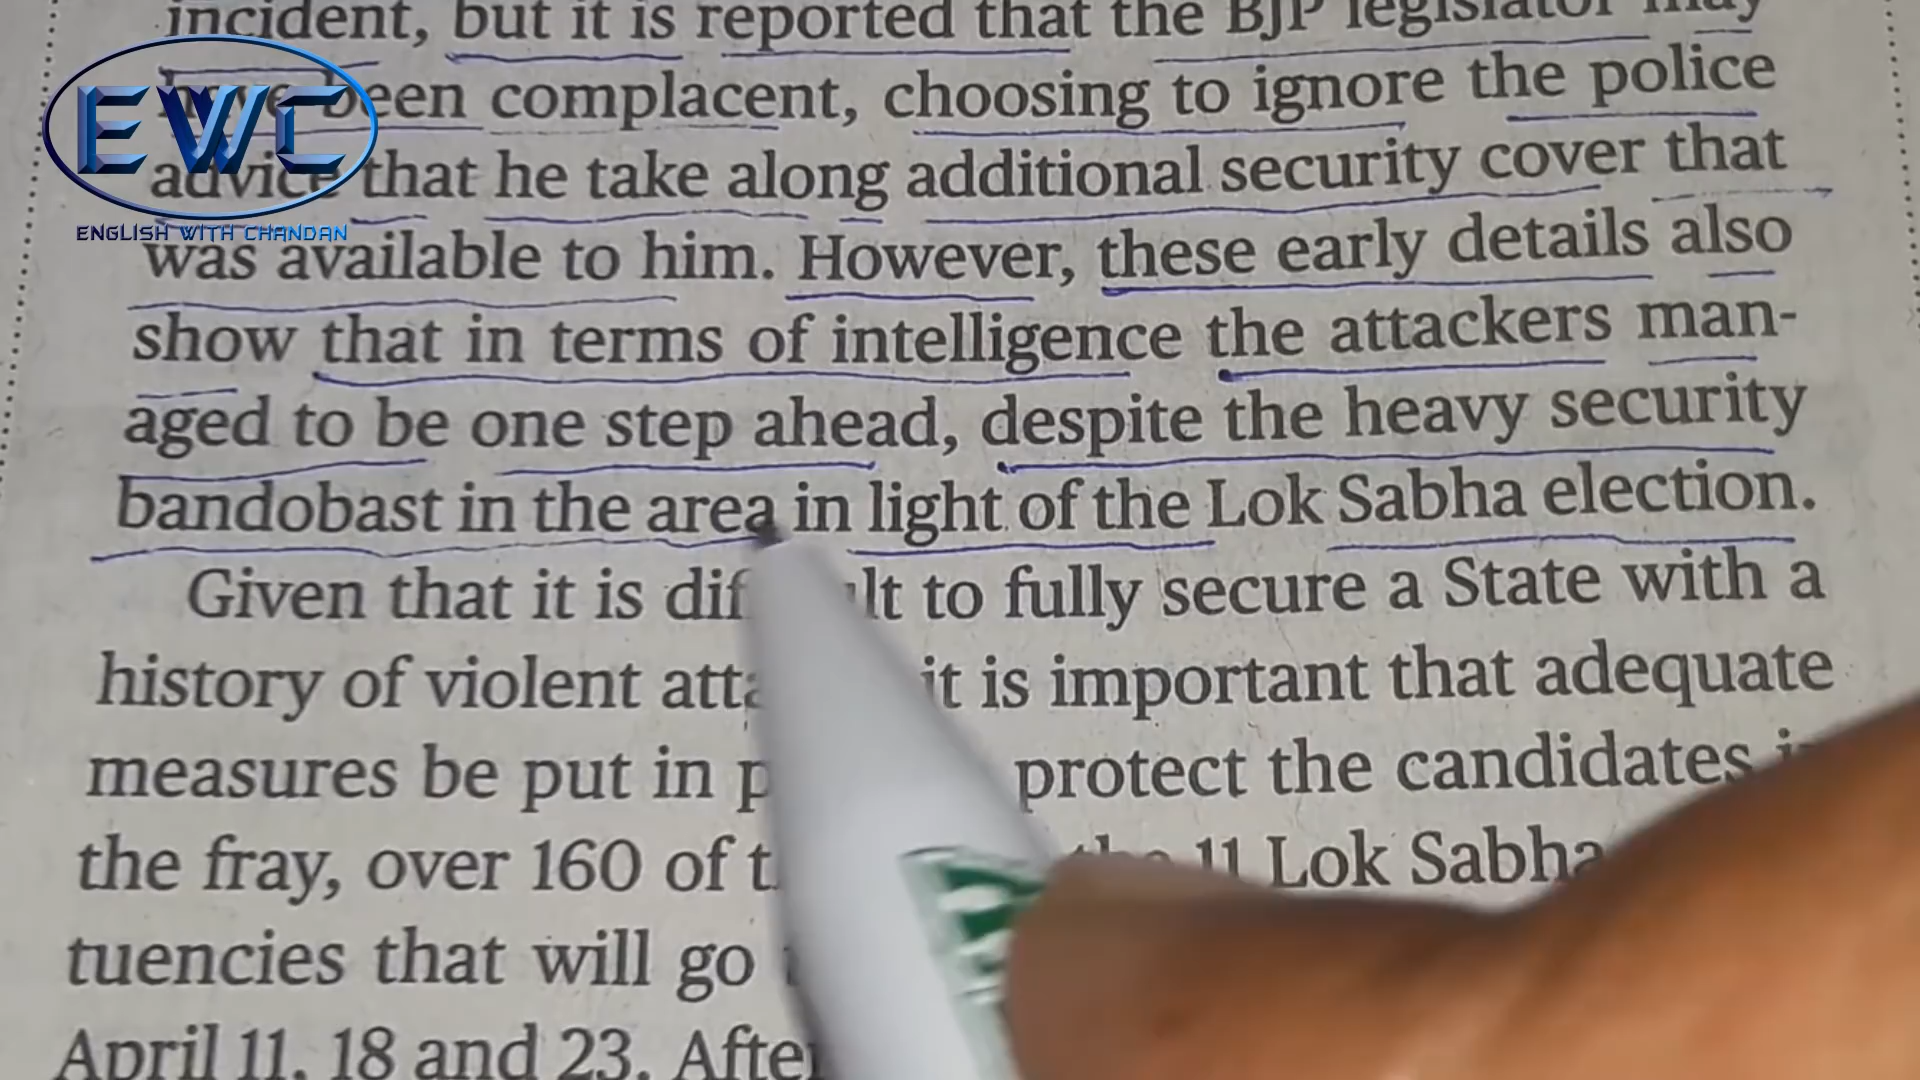 incident, but it is reported that the BJP legislator may
have been complacent, choosing to ignore the police
advice that he take along additional security cover that
was available to him. However, these early details also
show that in terms of intelligence the attackers man-
aged to be one step ahead, despite the heavy security
bandobast in the area in light of the Lok Sabha election.
Given that it is to fully secure a State with a
history of violent it is important that adequate
measures be put in protect the candidates
the fray, over 160 of the 11 Lok Sabha
tuencies that will go
April 11, 18 and 23. After
EWC
ENGLISH WITH CHANDAN